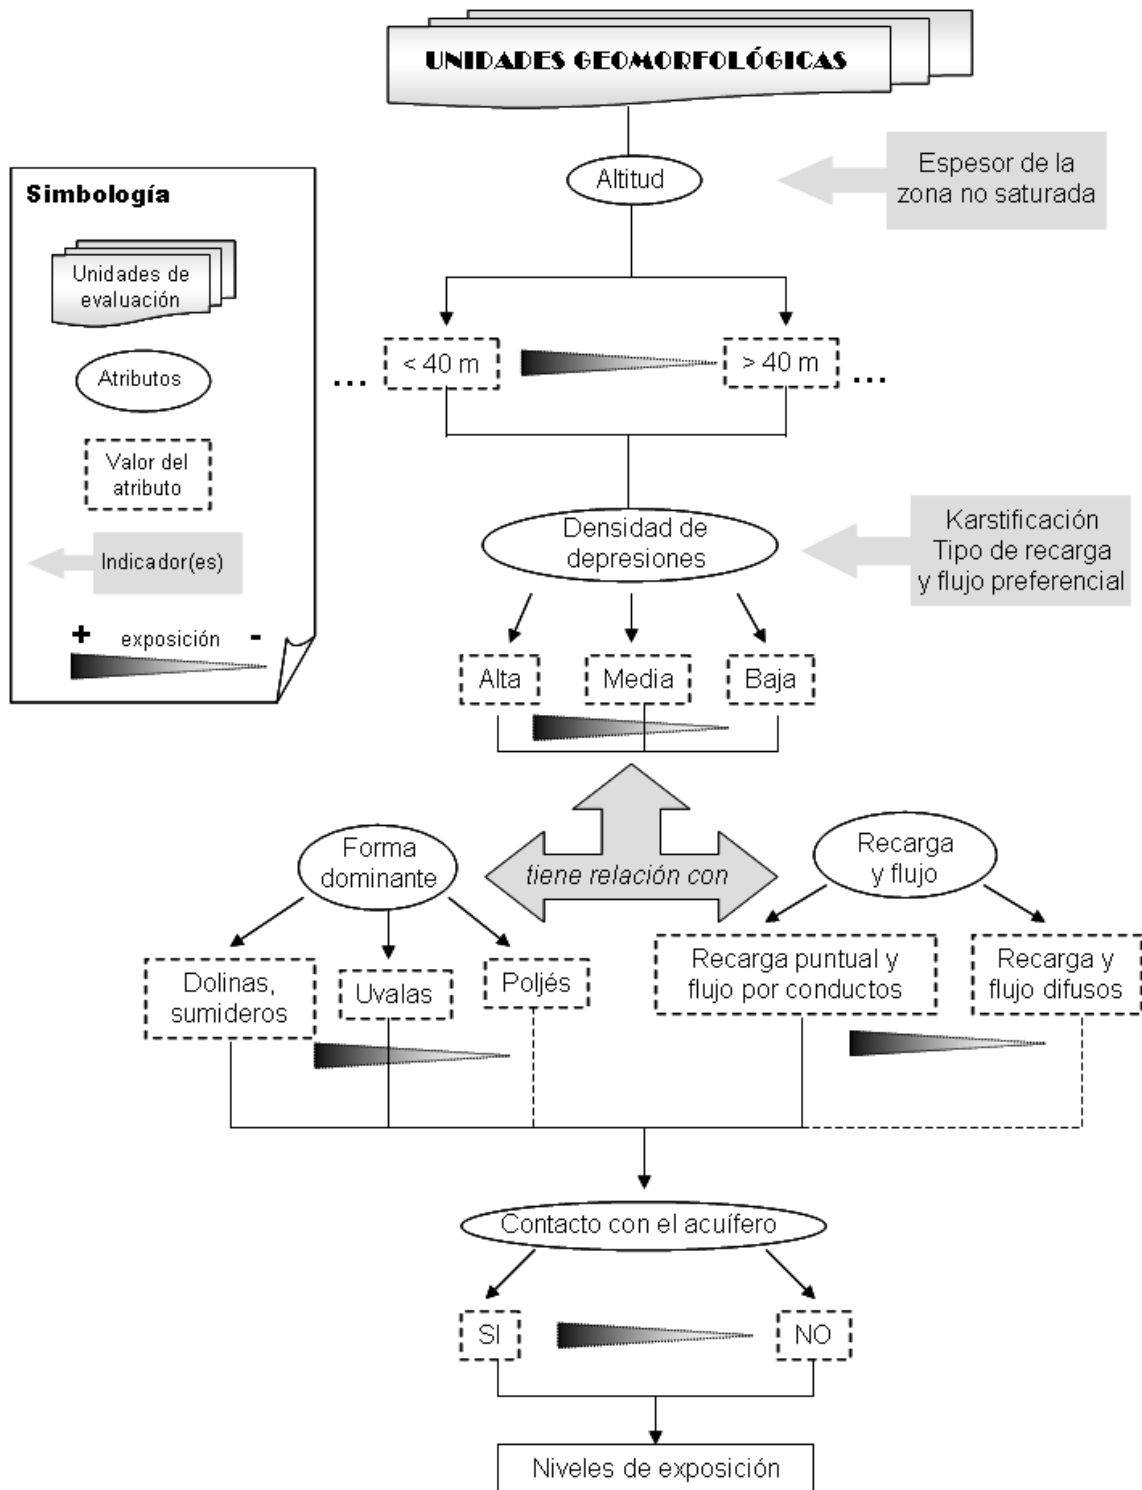 UNIDADES GEOMORFOLÓGICAS
Altitud
Espesor de la
zona no saturada
Simbología
Unidades de
evaluación
Atributos
Valor del
atributo
Indicador(es)
+ exposición -
... < 40 m
> 40 m ...
Densidad de
depresiones
Karstificación
Tipo de recarga
y flujo preferencial
Alta
Media
Baja
Forma
dominante
tiene relación con
Recarga
y flujo
Dolinas,
sumideros
Uvalas
Poljés
Recarga puntual y
flujo por conductos
Recarga y
flujo difusos
Contacto con el acuífero
SI
NO
Niveles de exposición